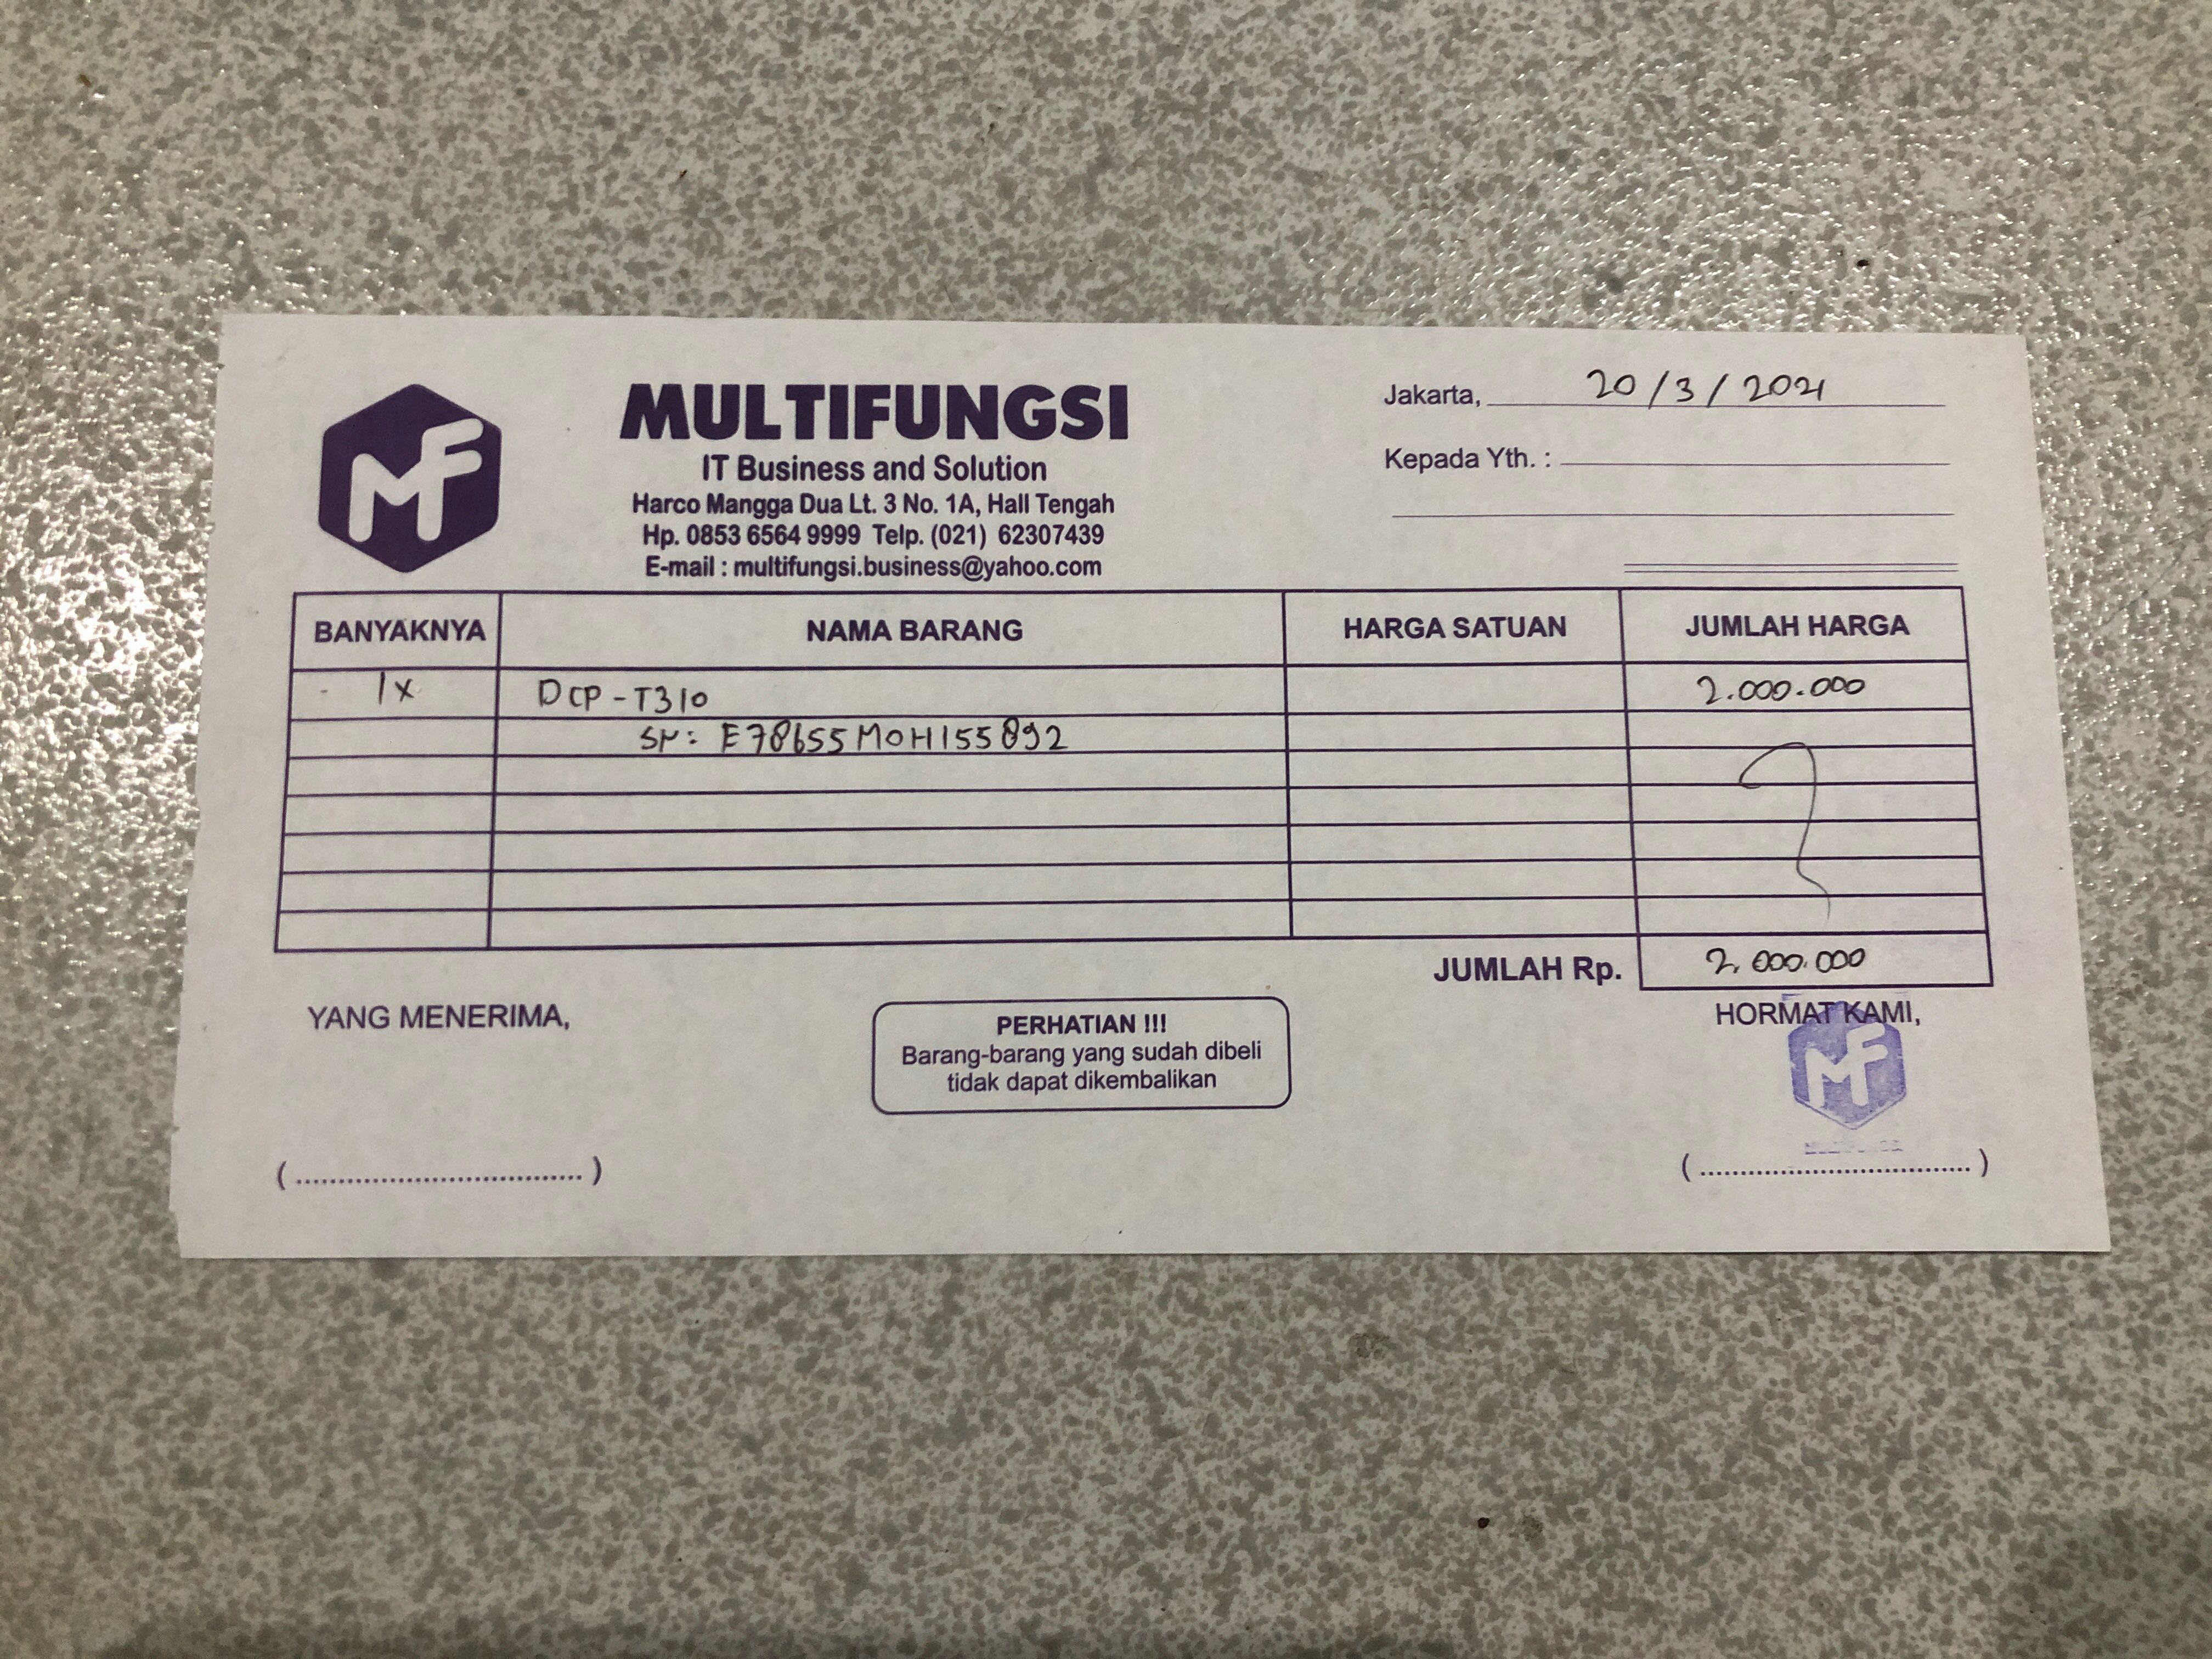 MF
MULTIFUNGSI
IT Business and Solution
Harco Mangga Dua Lt. 3 No. 1A, Hall Tengah
Hp. 0853 6564 9999 Telp. (021) 62307439
E-mail : multifungsi.business@yahoo.com
Jakarta, 20/3/2021
Kepada Yth. :
BANYAKNYA NAMA BARANG HARGA SATUAN JUMLAH HARGA
1x DCP-T310 2.000.000
SN: E78655M0H155892
JUMLAH Rp. 2.000.000
YANG MENERIMA,
PERHATIAN !!!
Barang-barang yang sudah dibeli
tidak dapat dikembalikan
HORMAT KAMI,
MF
(....................................)
(....................................)